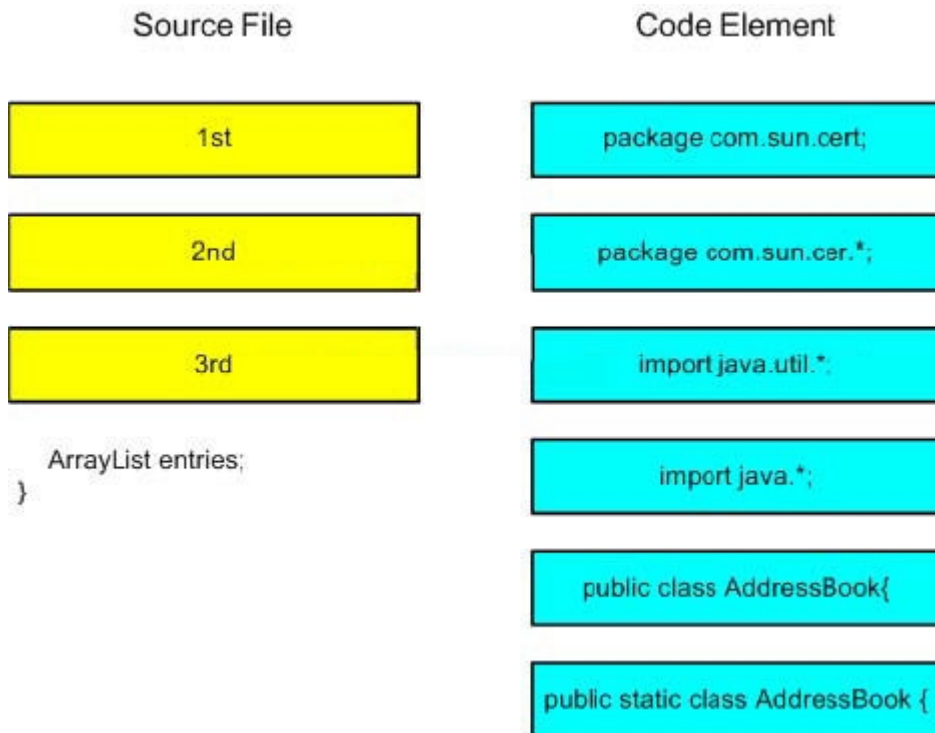 Source File
Code Element
1st
package com.sun.cert;
2nd
package com.sun.cer.*;
3rd
import java.util.*;
ArrayList entries;
}
import java.*;
public class AddressBook{
public static class AddressBook {